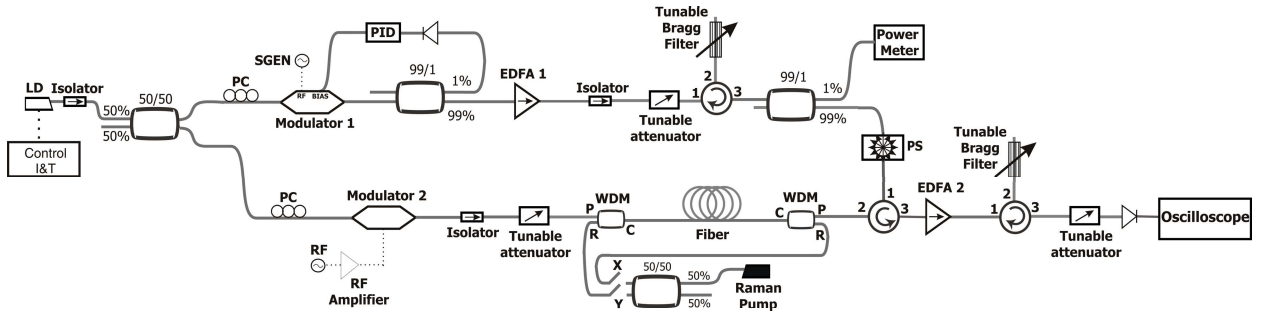 LD
Isolator
Control
I&T
50%
50%
50/50
PC
SGEN
RF BIAS
Modulator 1
PID
99/1
1%
99%
EDFA 1
Isolator
Tunable
attenuator
Tunable
Bragg
Filter
2
1
3
99/1
1%
99%
Power
Meter
PS
PC
Modulator 2
RF
RF
Amplifier
Isolator
Tunable
attenuator
WDM
P
R
C
Fiber
WDM
C
P
R
X
Y
50/50
50%
50%
Raman
Pump
1
2
3
EDFA 2
Tunable
Bragg
Filter
2
1
3
Tunable
attenuator
Oscilloscope